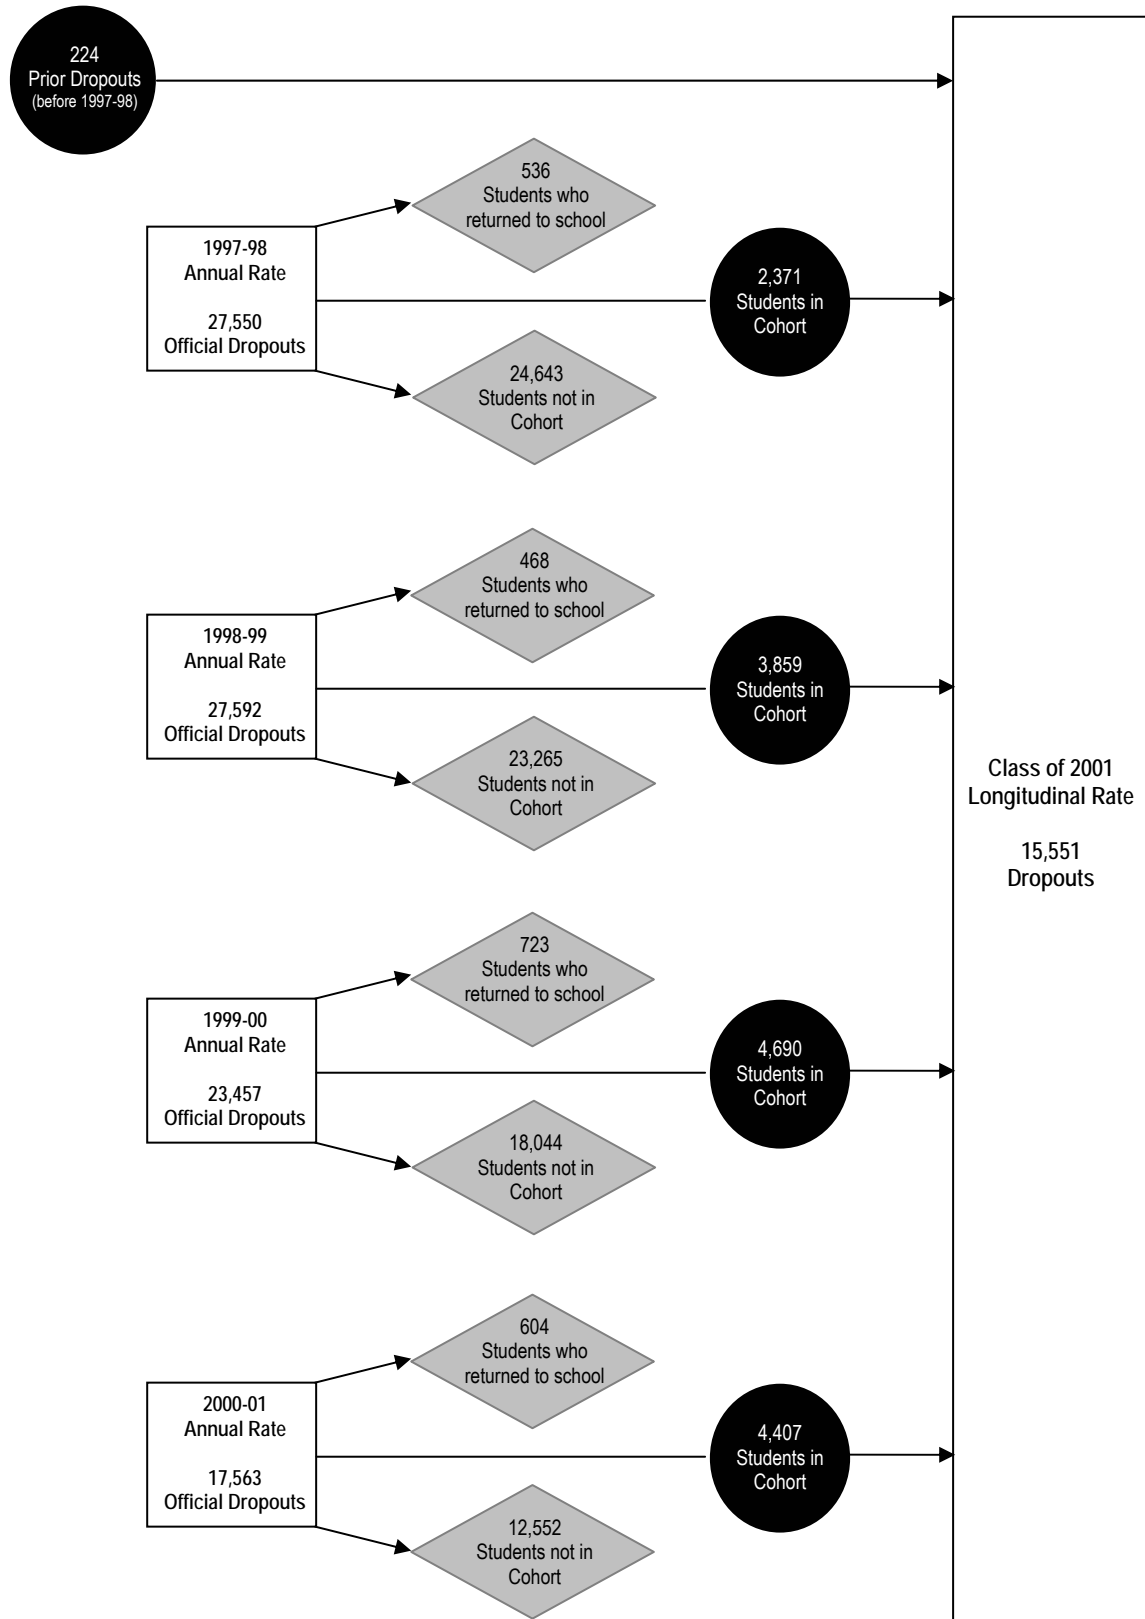 224
Prior Dropouts
(before 1997-98)
536
Students who
returned to school
1997-98
Annual Rate
27,550
Official Dropouts
2,371
Students in
Cohort
24,643
Students not in
Cohort
468
Students who
returned to school
1998-99
Annual Rate
27,592
Official Dropouts
3,859
Students in
Cohort
23,265
Students not in
Cohort
Class of 2001
Longitudinal Rate
15,551
Dropouts
723
Students who
returned to school
1999-00
Annual Rate
23,457
Official Dropouts
4,690
Students in
Cohort
18,044
Students not in
Cohort
604
Students who
returned to school
2000-01
Annual Rate
17,563
Official Dropouts
4,407
Students in
Cohort
12,552
Students not in
Cohort